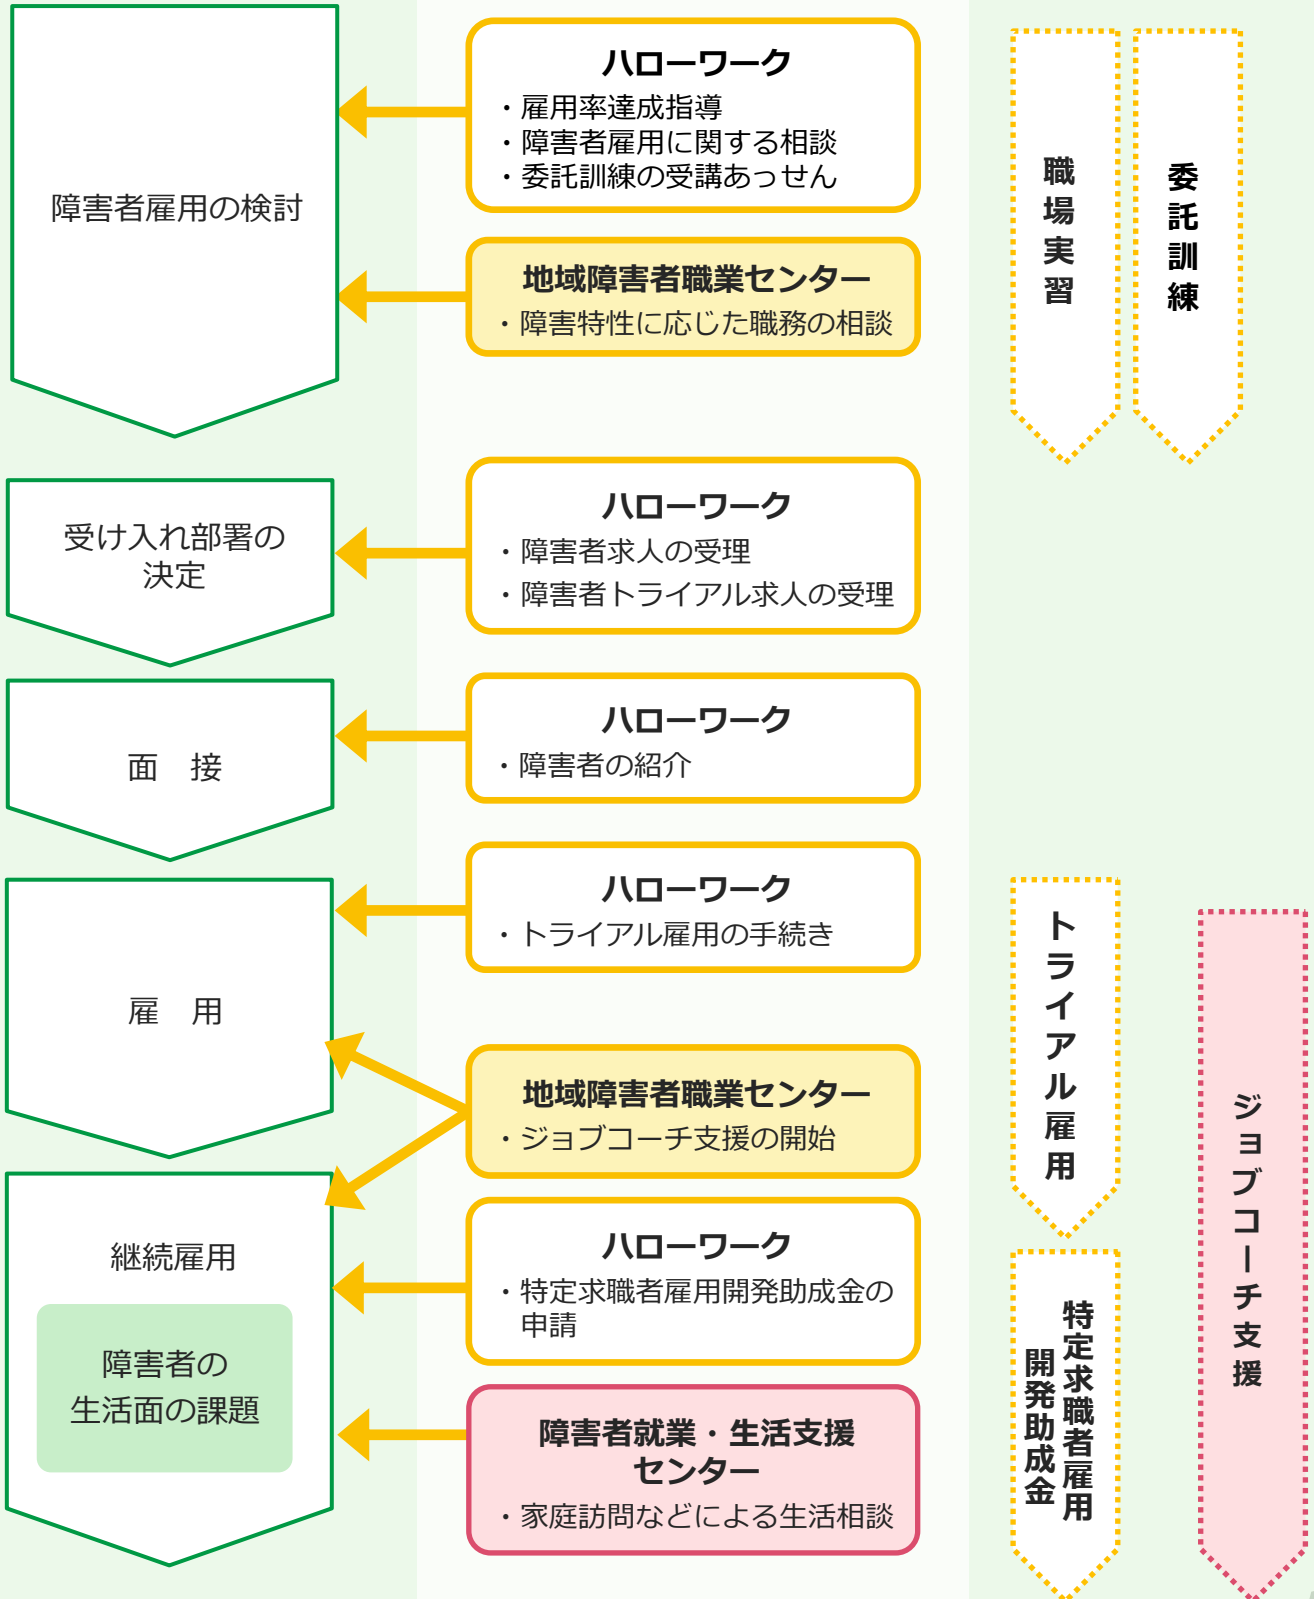 障害者雇用の検討
ハローワーク
・雇用率達成指導
・障害者雇用に関する相談
・委託訓練の受講あっせん
地域障害者職業センター
・障害特性に応じた職務の相談
職場実習
委託訓練
受け入れ部署の
決定
ハローワーク
・障害者求人の受理
・障害者トライアル求人の受理
面　接
ハローワーク
・障害者の紹介
雇　用
ハローワーク
・トライアル雇用の手続き
地域障害者職業センター
・ジョブコーチ支援の開始
継続雇用
障害者の
生活面の課題
ハローワーク
・特定求職者雇用開発助成金の
申請
障害者就業・生活支援
センター
・家庭訪問などによる生活相談
トライアル雇用
特定求職者雇用
開発助成金
ジョブコーチ支援